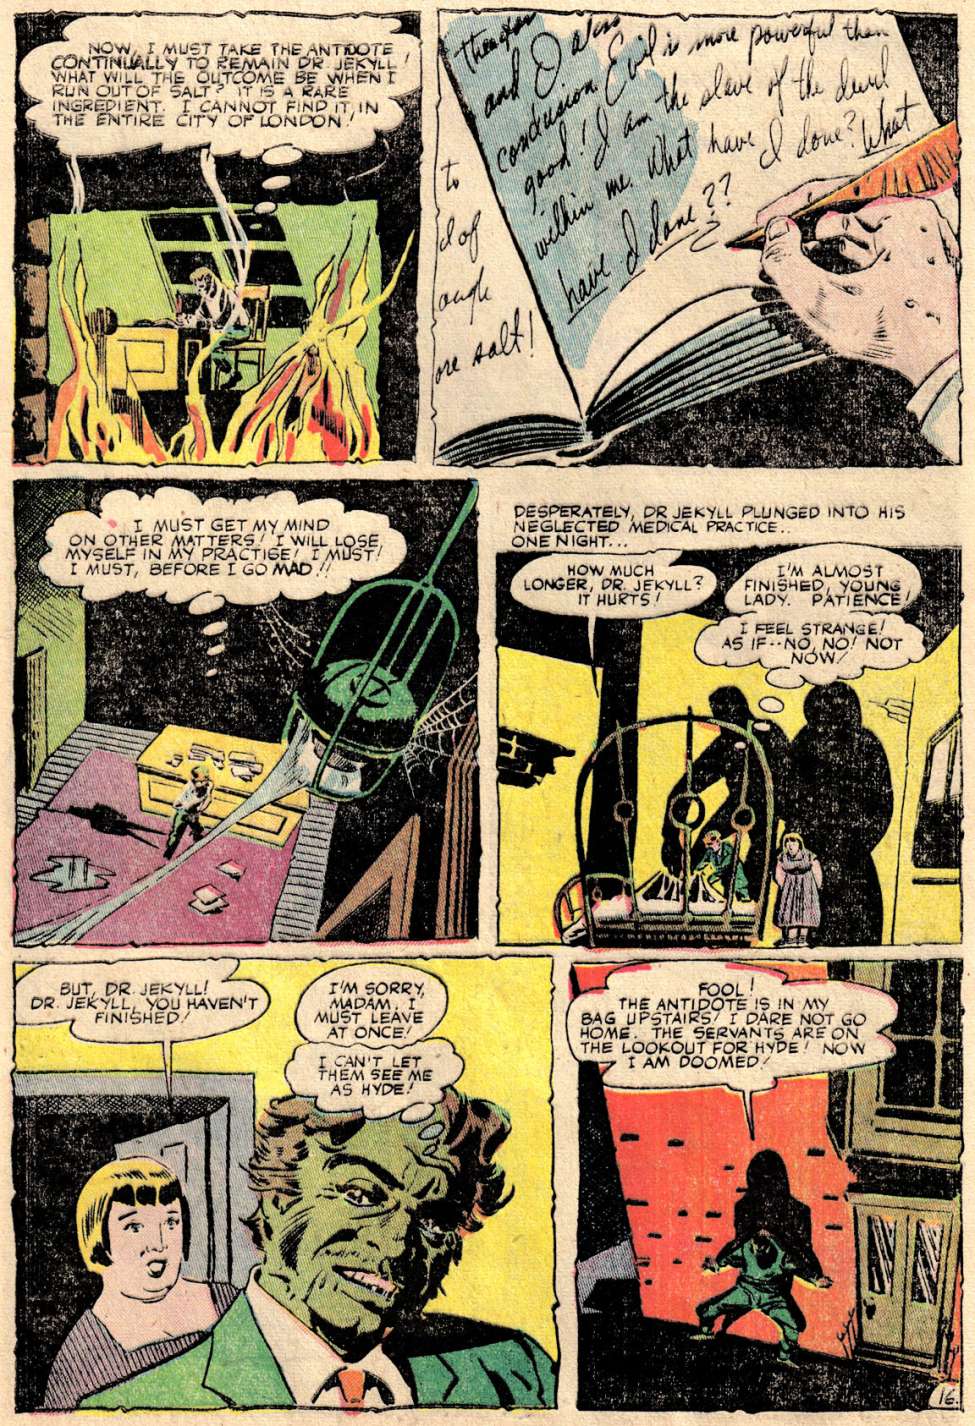 NOW, I MUST TAKE THE ANTIDOTE
CONTINUALLY TO REMAIN DR. JEKYLL!
WHAT WILL THE OUTCOME BE WHEN I
RUN OUT OF SALT? IT IS A RARE
INGREDIENT. I CANNOT FIND IT, IN
THE ENTIRE CITY OF LONDON!
to
d of
ough
ore salt!
and
conclusion. Evil is more powerful than
good! I am the slave of the devil
within me. What have I done? What
have I done??
I MUST GET MY MIND
ON OTHER MATTERS! I WILL LOSE
MYSELF IN MY PRACTISE! I MUST!
I MUST, BEFORE I GO MAD!!
DESPERATELY, DR JEKYLL PLUNGED INTO HIS
NEGLECTED MEDICAL PRACTICE..
ONE NIGHT...
HOW MUCH
LONGER, DR. JEKYLL?
IT HURTS!
I'M ALMOST
FINISHED, YOUNG
LADY. PATIENCE!
I FEEL STRANGE!
AS IF--NO, NO! NOT
NOW!
BUT, DR. JEKYLL!
DR. JEKYLL, YOU HAVEN'T
FINISHED!
I'M SORRY,
MADAM. I
MUST LEAVE
AT ONCE!
I CAN'T LET
THEM SEE ME
AS HYDE!
FOOL!
THE ANTIDOTE IS IN MY
BAG UPSTAIRS! I DARE NOT GO
HOME. THE SERVANTS ARE ON
THE LOOKOUT FOR HYDE! NOW
I AM DOOMED!
16.